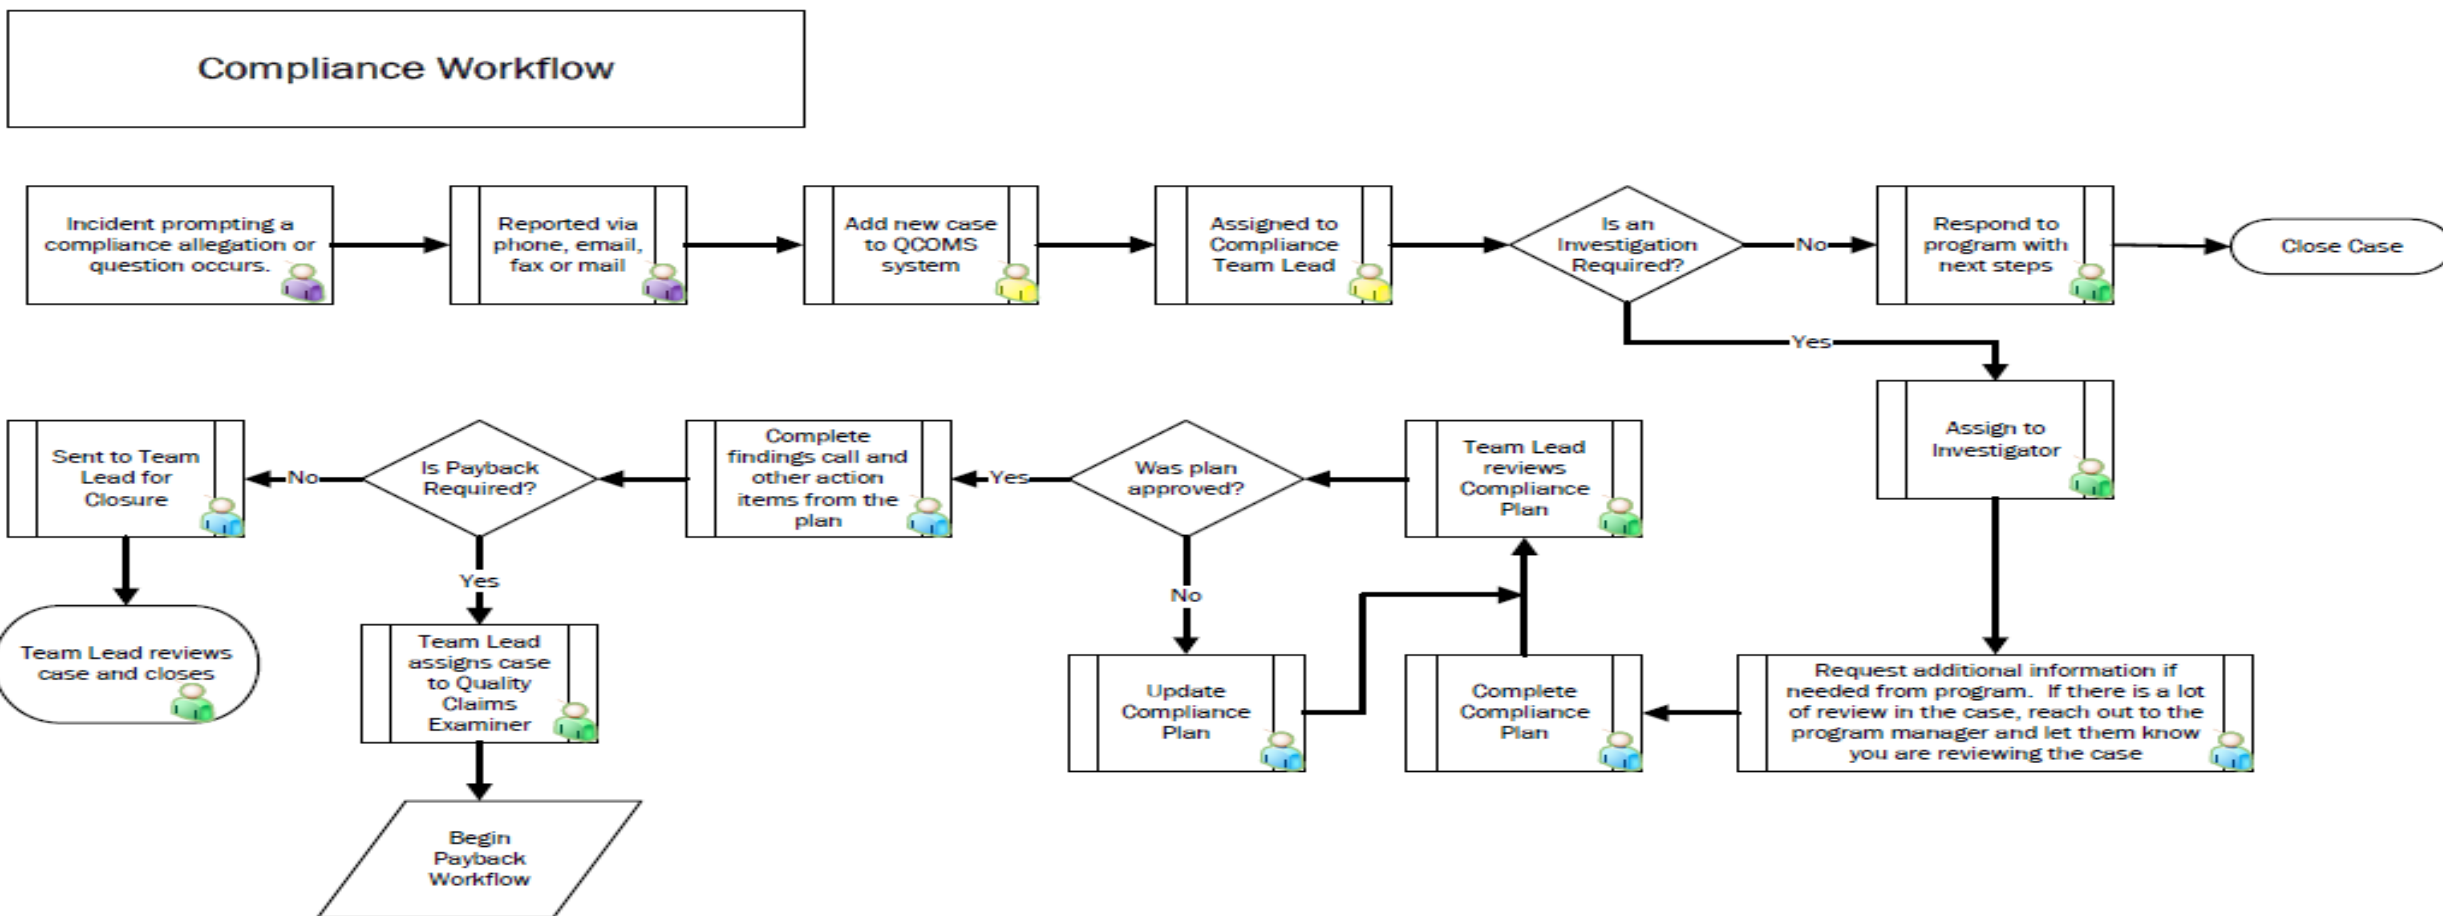 Compliance Workflow
Incident prompting a
compliance allegation or
question occurs.
Reported via
phone, email,
fax or mail
Add new case
to QCOMS
system
Assigned to
Compliance
Team Lead
Is an
Investigation
Required?
No
Respond to
program with
next steps
Close Case
Yes
Assign to
Investigator
Request additional information if
needed from program. If there is a lot
of review in the case, reach out to the
program manager and let them know
you are reviewing the case
Complete
Compliance
Plan
Team Lead
reviews
Compliance
Plan
Was plan
approved?
No
Update
Compliance
Plan
Yes
Complete
findings call and
other action
items from the
plan
Is Payback
Required?
No
Sent to Team
Lead for
Closure
Team Lead reviews
case and closes
Yes
Team Lead
assigns case
to Quality
Claims
Examiner
Begin
Payback
Workflow